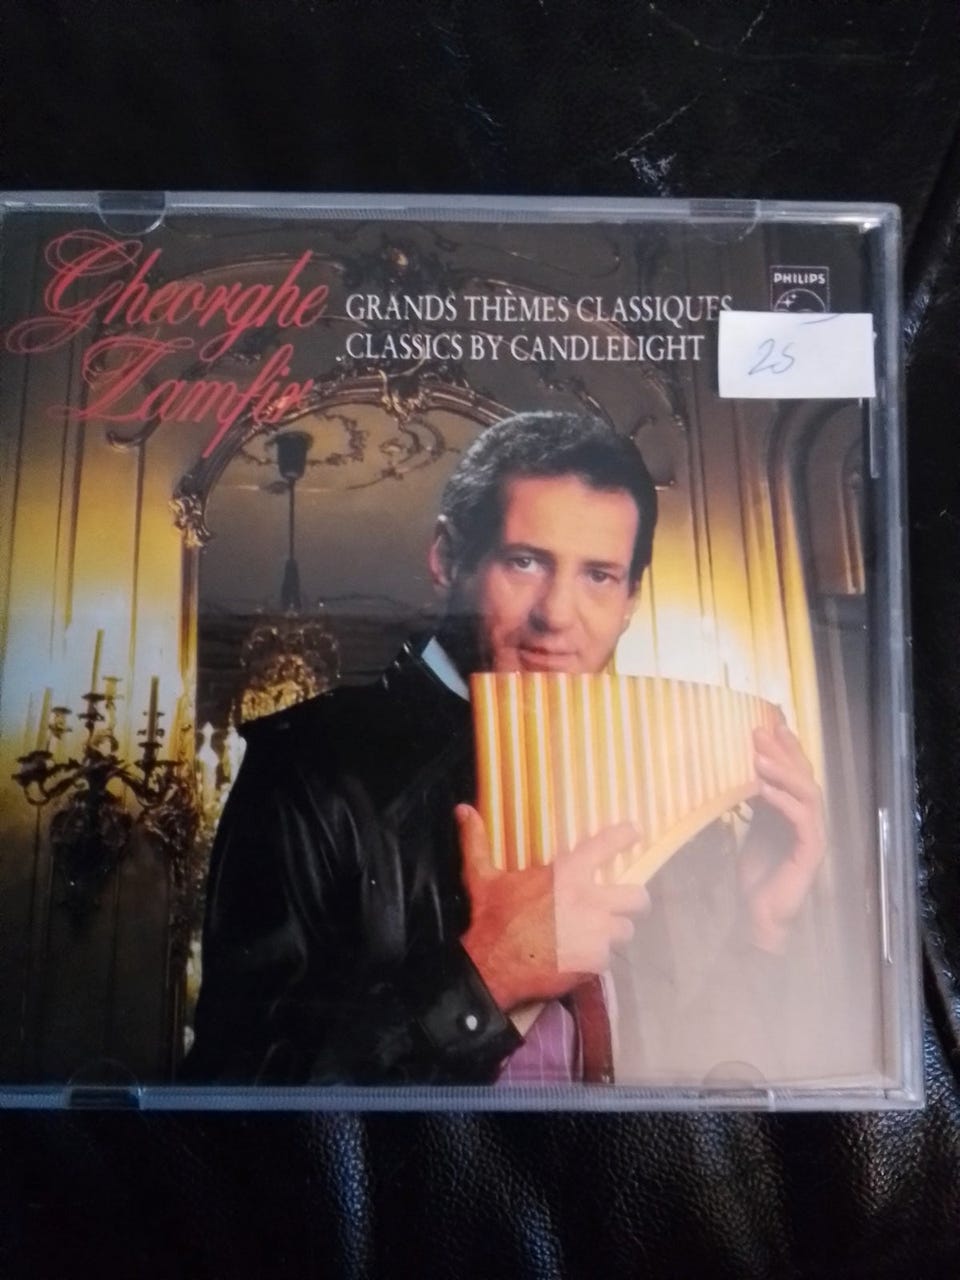 Gheorghe
Zamfir
GRANDS THÈMES CLASSIQUES
CLASSICS BY CANDLELIGHT
PHILIPS
25